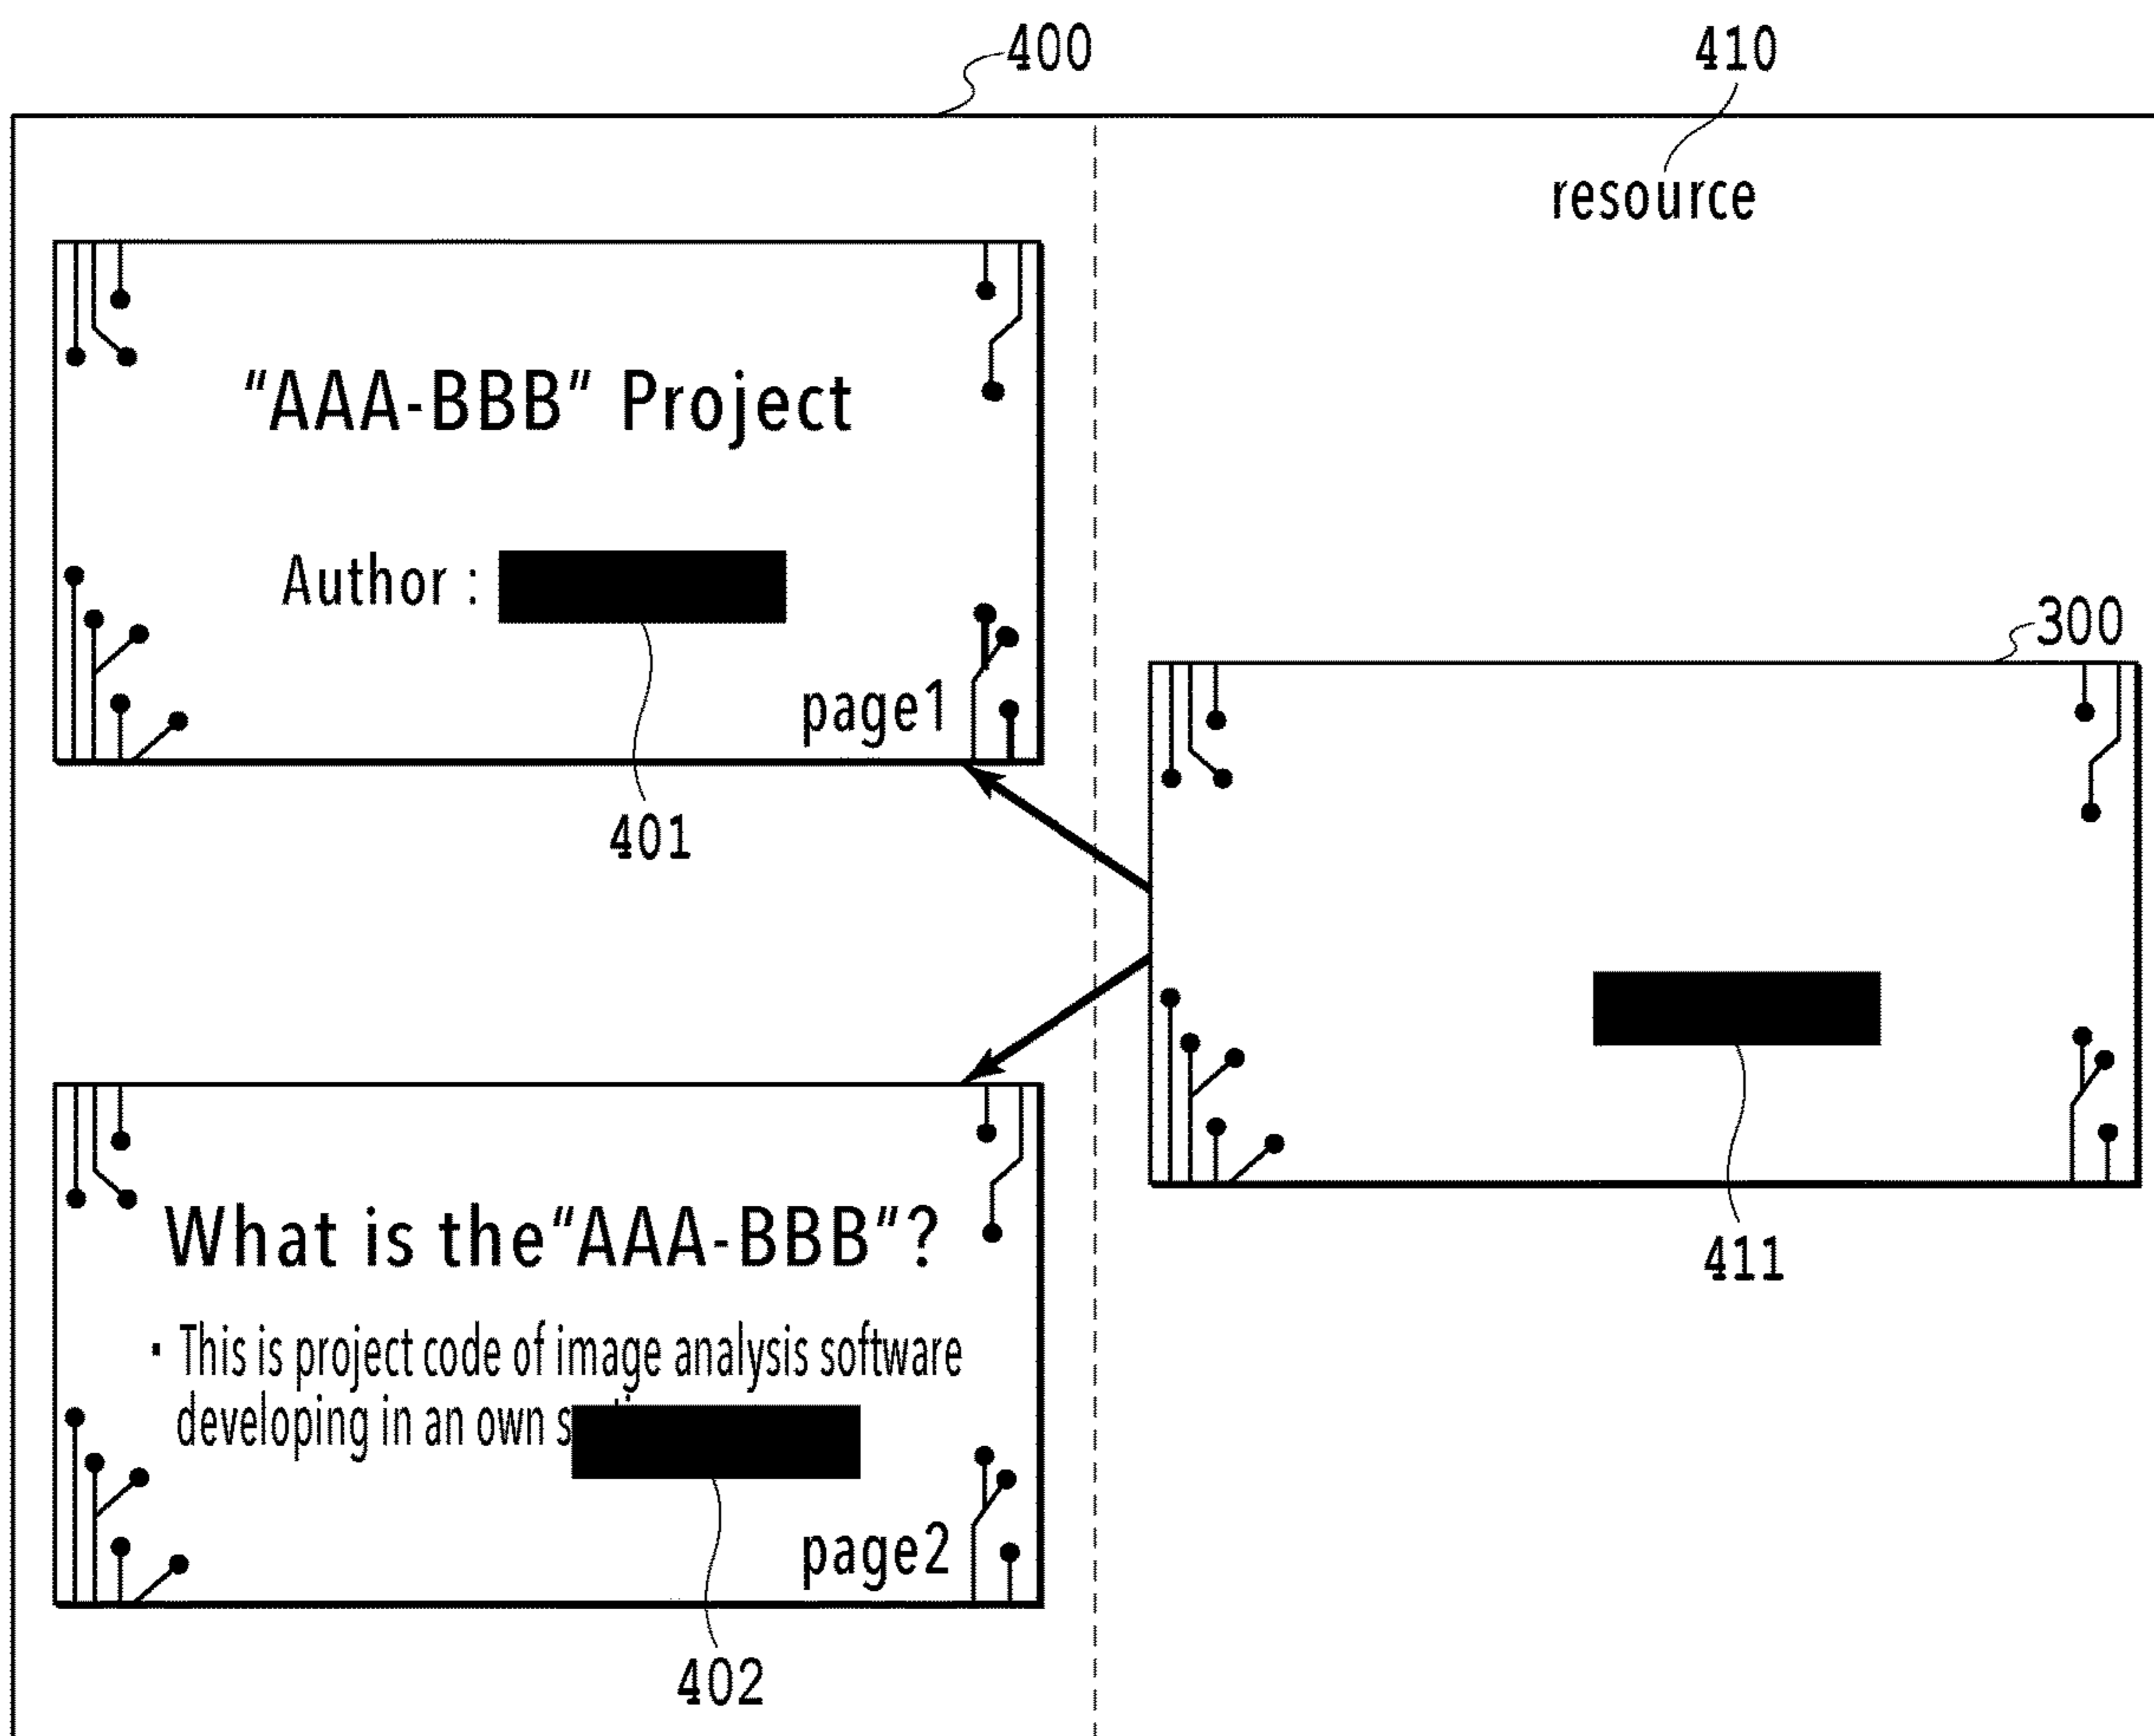 400
410
resource
“AAA-BBB” Project
Author :
page1
401
300
411
What is the“AAA-BBB”?
· This is project code of image analysis software
developing in an own
page2
402